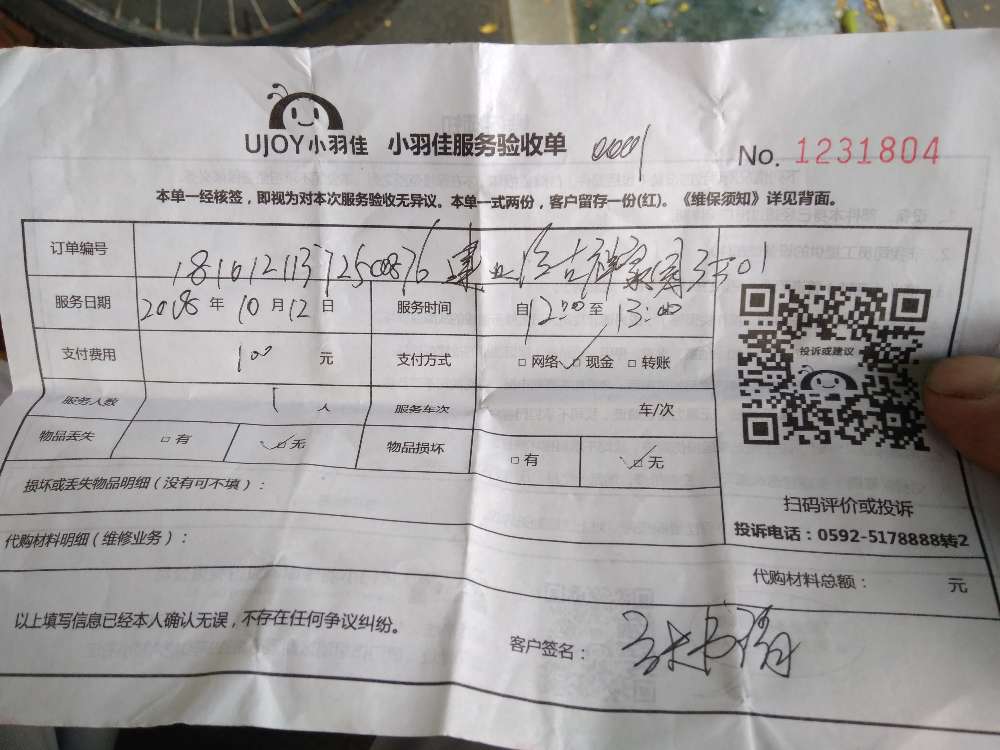 UJOY小羽佳 小羽佳服务验收单 0001 No. 1231804
本单一经核签，即视为对本次服务验收无异议。本单一式两份，客户留存一份(红)。《维保须知》详见背面。
订单编号
服务日期 2018 年 10 月 12 日 服务时间 自 12:00 至 13:00
支付费用 100 元 支付方式 □ 网络 ✓□ 现金 □ 转账
服务人数 1 人 服务车次 车/次
物品丢失 □ 有 ✓□ 无 物品损坏 □ 有 ✓□ 无
投诉或建议
扫码评价或投诉
投诉电话：0592-5178888转2
损坏或丢失物品明细（没有可不填）：
代购材料明细（维修业务）：
代购材料总额： 元
以上填写信息已经本人确认无误，不存在任何争议纠纷。
客户签名：